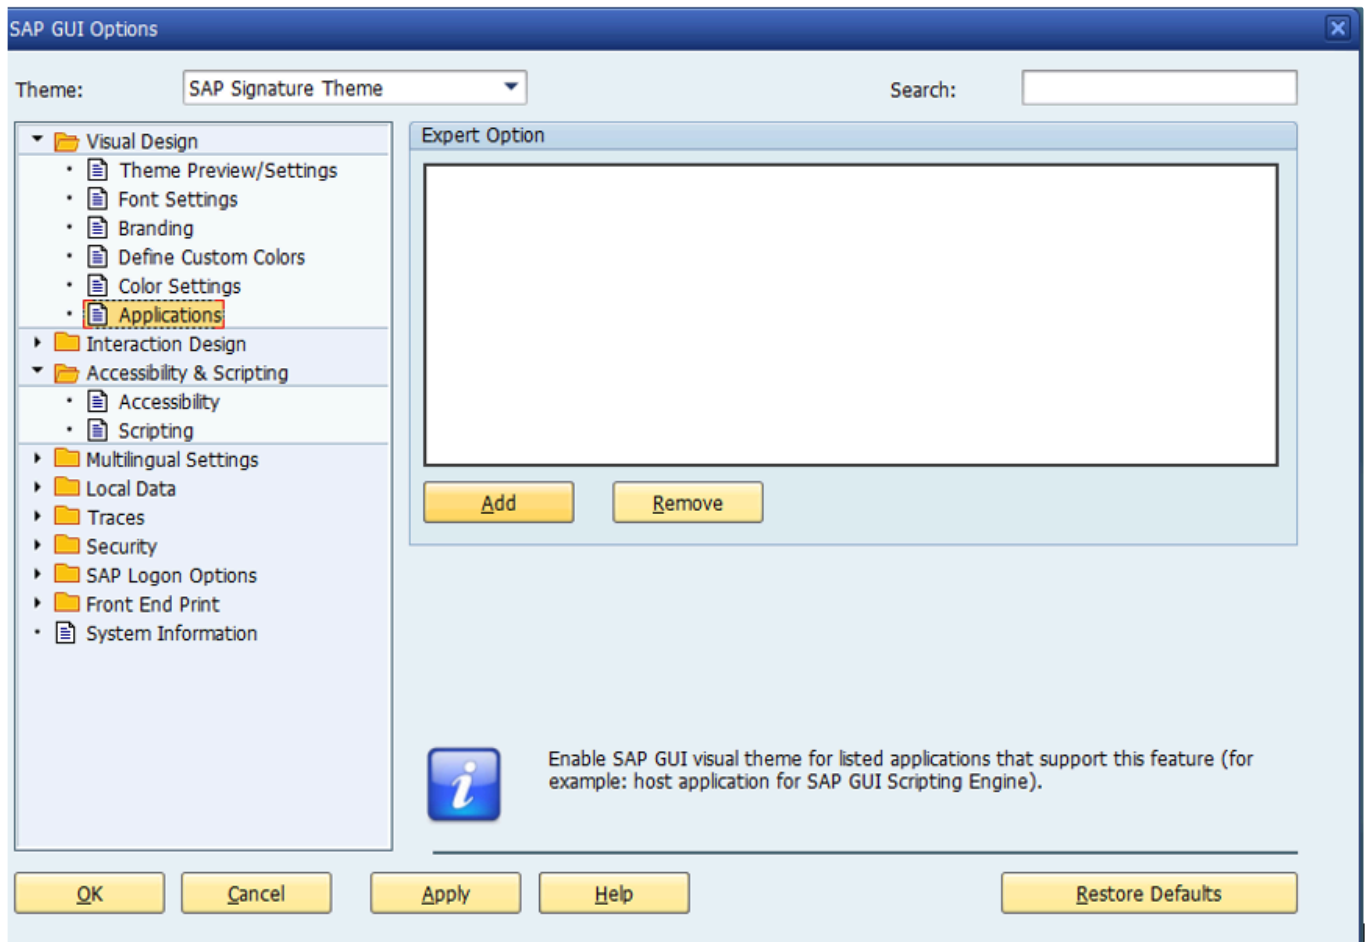 SAP GUI Options
Theme:
SAP Signature Theme
Search:
Visual Design
Theme Preview/Settings
Font Settings
Branding
Define Custom Colors
Color Settings
Applications
Interaction Design
Accessibility & Scripting
Accessibility
Scripting
Multilingual Settings
Local Data
Traces
Security
SAP Logon Options
Front End Print
System Information
Expert Option
Add
Remove
Enable SAP GUI visual theme for listed applications that support this feature (for
example: host application for SAP GUI Scripting Engine).
OK
Cancel
Apply
Help
Restore Defaults